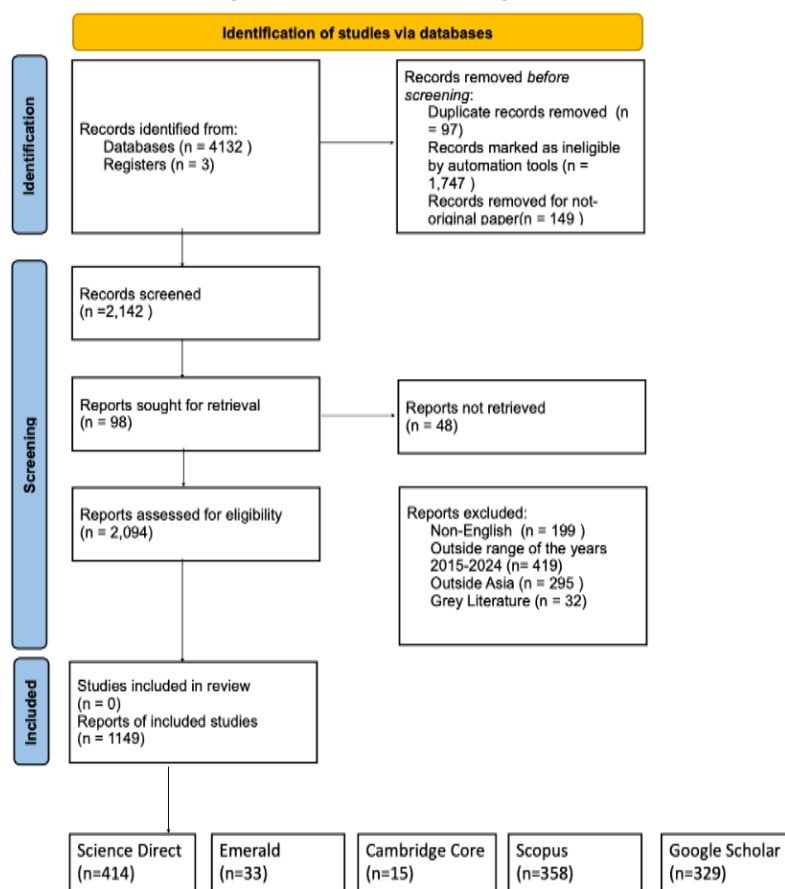 Identification of studies via databases
Identification
Records identified from:
Databases (n = 4132 )
Registers (n = 3)
Records removed before
screening:
Duplicate records removed (n
= 97)
Records marked as ineligible
by automation tools (n =
1,747 )
Records removed for not-
original paper(n = 149 )
Screening
Records screened
(n =2,142 )
Reports sought for retrieval
(n = 98)
Reports not retrieved
(n = 48)
Reports assessed for eligibility
(n = 2,094)
Reports excluded:
Non-English (n = 199 )
Outside range of the years
2015-2024 (n= 419)
Outside Asia (n = 295 )
Grey Literature (n = 32)
Included
Studies included in review
(n = 0)
Reports of included studies
(n = 1149)
Science Direct
(n=414)
Emerald
(n=33)
Cambridge Core
(n=15)
Scopus
(n=358)
Google Scholar
(n=329)